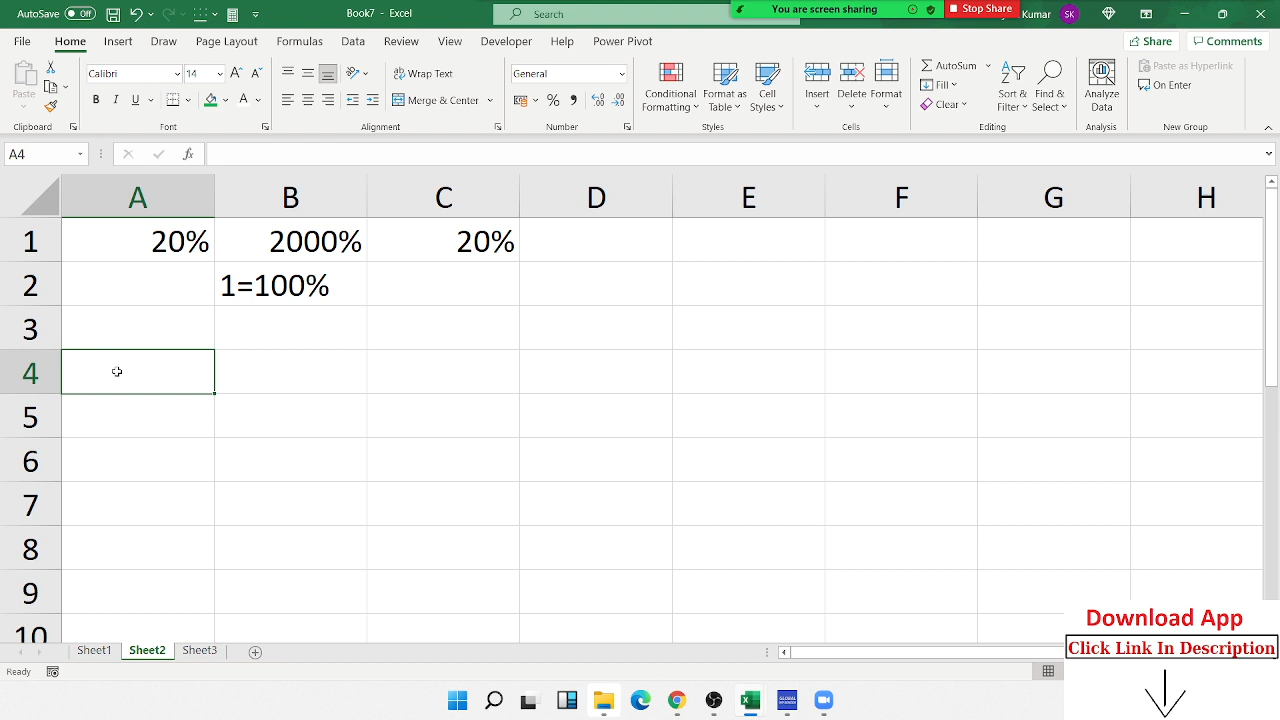 AutoSave Off Book7 - Excel Search You are screen sharing Stop Share Kumar SK
File Home Insert Draw Page Layout Formulas Data Review View Developer Help Power Pivot Share Comments
Paste Calibri 14 Wrap Text General Conditional Formatting Format as Table Cell Styles Insert Delete Format AutoSum Fill Clear Sort & Filter Find & Select Analyze Data Paste as Hyperlink On Enter
B I U Merge & Center
Clipboard Font Alignment Number Styles Cells Editing Analysis New Group
A4 fx
A B C D E F G H
1 20% 2000% 20%
2 1=100%
3
4
5
6
7
8
9
10
Sheet1 Sheet2 Sheet3
Ready
Download App
Click Link In Description